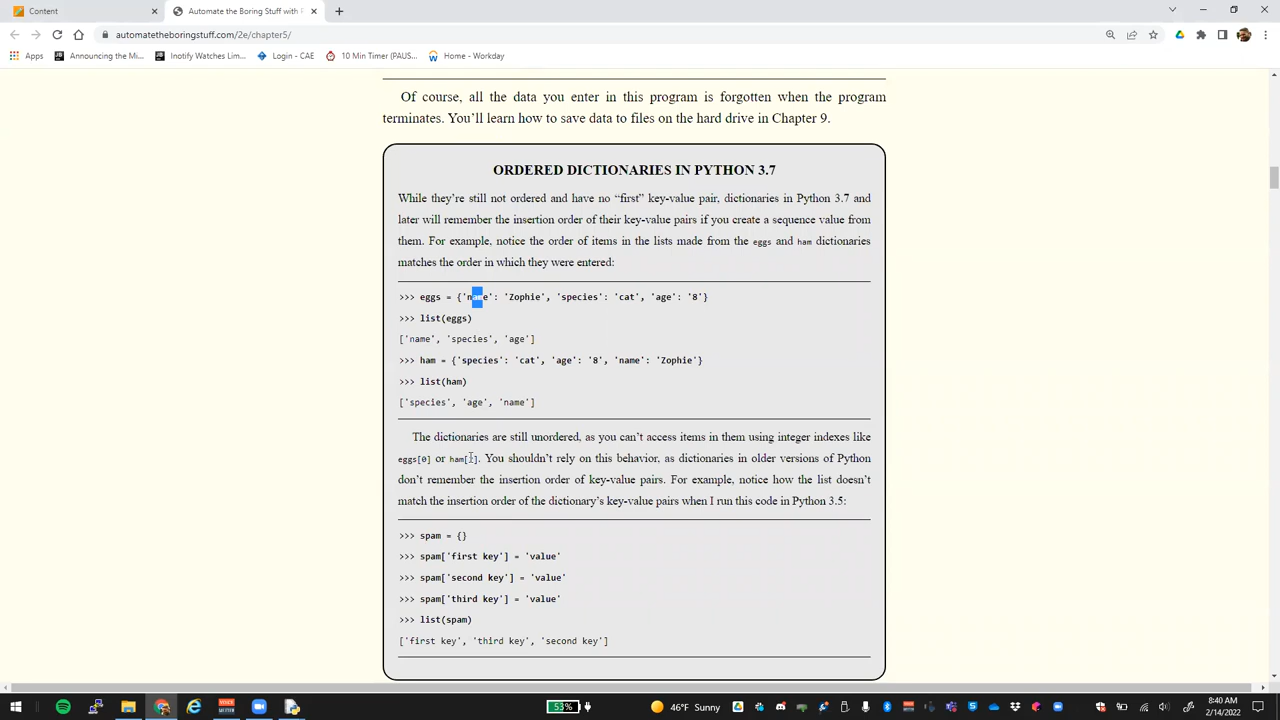 Content
Automate the Boring Stuff with P
automatetheboringstuff.com/2e/chapter5/
Apps
Announcing the Mi...
Inotify Watches Lim...
Login - CAE
10 Min Timer (PAUS...
Home - Workday
Of course, all the data you enter in this program is forgotten when the program
terminates. You’ll learn how to save data to files on the hard drive in Chapter 9.
ORDERED DICTIONARIES IN PYTHON 3.7
While they’re still not ordered and have no “first” key-value pair, dictionaries in Python 3.7 and
later will remember the insertion order of their key-value pairs if you create a sequence value from
them. For example, notice the order of items in the lists made from the eggs and ham dictionaries
matches the order in which they were entered:
>>> eggs = {'name': 'Zophie', 'species': 'cat', 'age': '8'}
>>> list(eggs)
['name', 'species', 'age']
>>> ham = {'species': 'cat', 'age': '8', 'name': 'Zophie'}
>>> list(ham)
['species', 'age', 'name']
The dictionaries are still unordered, as you can’t access items in them using integer indexes like
eggs[0] or ham[2]. You shouldn’t rely on this behavior, as dictionaries in older versions of Python
don’t remember the insertion order of key-value pairs. For example, notice how the list doesn’t
match the insertion order of the dictionary’s key-value pairs when I run this code in Python 3.5:
>>> spam = {}
>>> spam['first key'] = 'value'
>>> spam['second key'] = 'value'
>>> spam['third key'] = 'value'
>>> list(spam)
['first key', 'third key', 'second key']
53%
46°F Sunny
8:40 AM
2/14/2022